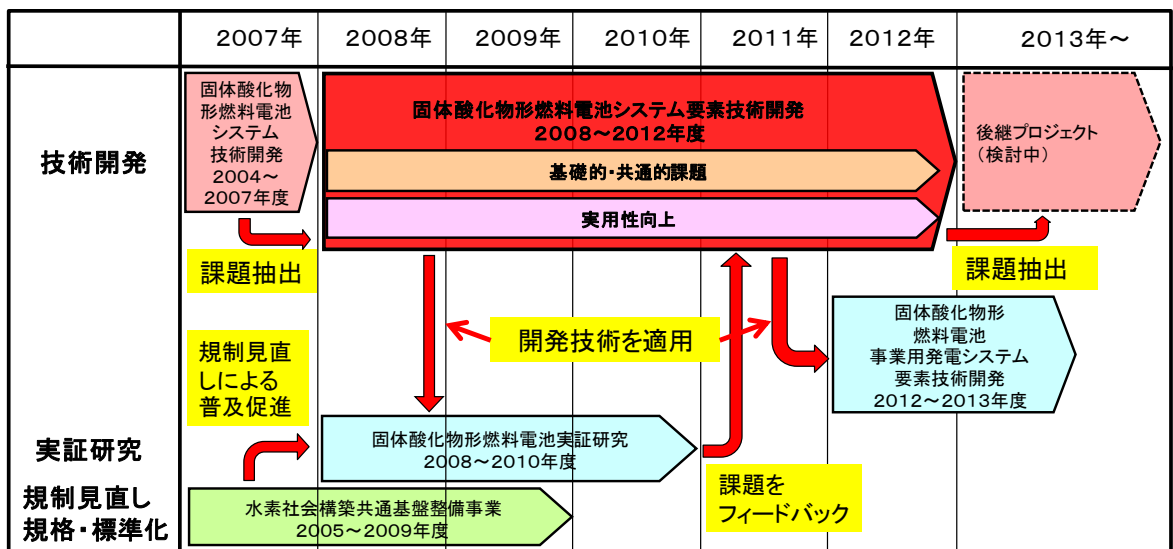 2007年
2008年
2009年
2010年
2011年
2012年
2013年～
技術開発
固体酸化物
形燃料電池
システム
技術開発
2004～
2007年度
固体酸化物形燃料電池システム要素技術開発
2008～2012年度
基礎的・共通的課題
実用性向上
後継プロジェクト
（検討中）
課題抽出
課題抽出
規制見直
しによる
普及促進
開発技術を適用
固体酸化物形
燃料電池
事業用発電システム
要素技術開発
2012～2013年度
実証研究
固体酸化物形燃料電池実証研究
2008～2010年度
課題を
フィードバック
規制見直し
規格・標準化
水素社会構築共通基盤整備事業
2005～2009年度